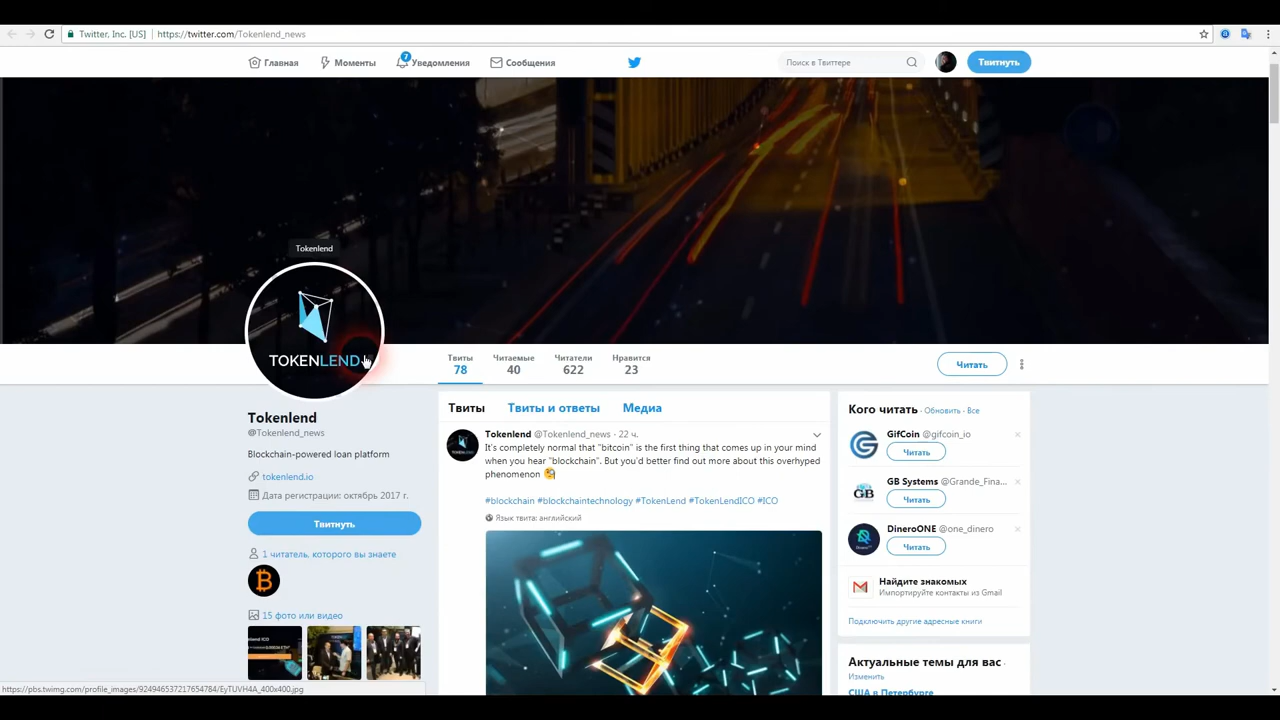 Twitter, Inc. [US]
https://twitter.com/Tokenlend_news
Главная
Моменты
7
Уведомления
Сообщения
Поиск в Твиттере
Твитнуть
Tokenlend
TOKENLEND
Твиты
78
Читаемые
40
Читатели
622
Нравится
23
Читать
Tokenlend
@Tokenlend_news
Blockchain-powered loan platform
tokenlend.io
Дата регистрации: октябрь 2017 г.
Твитнуть
1 читатель, которого вы знаете
15 фото или видео
Твиты
Твиты и ответы
Медиа
Tokenlend @Tokenlend_news · 22 ч.
It's completely normal that "bitcoin" is the first thing that comes up in your mind
when you hear "blockchain". But you'd better find out more about this overhyped
phenomenon
#blockchain #blockchaintechnology #TokenLend #TokenLendICO #ICO
Язык твита: английский
Кого читать · Обновить · Все
GifCoin @gifcoin_io
Читать
GB Systems @Grande_Fina...
GB
Читать
DineroONE @one_dinero
Читать
Найдите знакомых
Импортируйте контакты из Gmail
Подключить другие адресные книги
Актуальные темы для вас ·
Изменить
США в Петербурге
https://pbs.twimg.com/profile_images/924946537217654784/EyTUVH4A_400x400.jpg